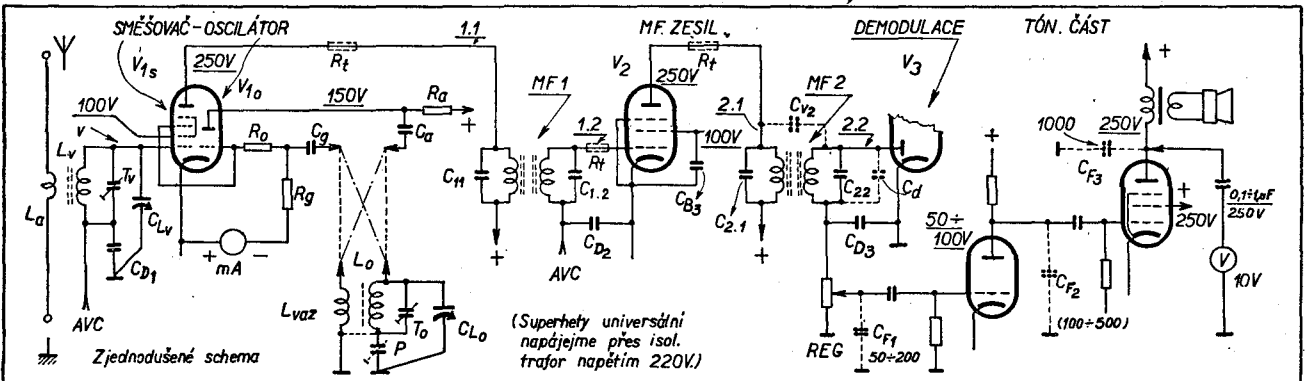 SMĚŠOVAČ-OSCILÁTOR
1.1
MF. ZESIL.
DEMODULACE
TÓN. ČÁST
V1s
250V
V1o
Rt
V2
250V
Rt
V3
MF1
MF2
100V
150V
Ra
+
Ca
v
Ro
Cg
Lv
Tv
CLv
Rg
La
CD1
+ mA -
AVC
1.2
Rt
C11
C1.2
CD2
AVC
+
100V
CB3
2.1
Cv2
2.2
C2.1
C22
Cd
CD3
+
Lo
Lvaz
To
CLo
P
50÷
100V
+
REG
CF1
50÷200
CF2
(100÷500)
+
1000
250V
CF3
+
250V
0,1÷1μF
250V
V
10V
Zjednodušené schema
(Superhety universální
napájejme přes isol.
trafor napětím 220V.)